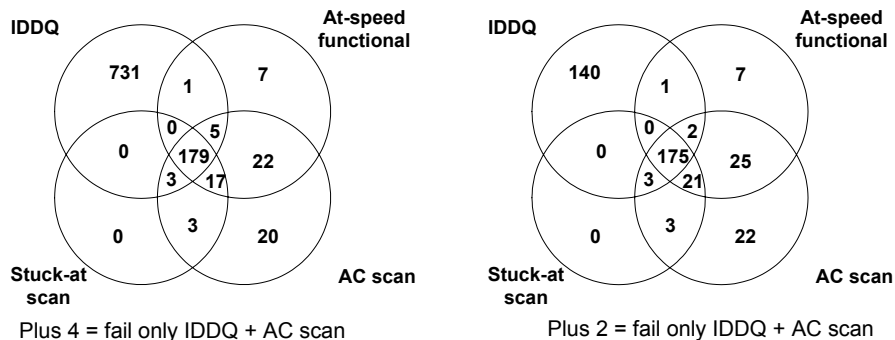 IDDQ
At-speed
functional
731
1
7
0
5
0
179
22
3
17
0
3
20
Stuck-at
scan
AC scan
Plus 4 = fail only IDDQ + AC scan
IDDQ
At-speed
functional
140
1
7
0
2
0
175
25
3
21
0
3
22
Stuck-at
scan
AC scan
Plus 2 = fail only IDDQ + AC scan